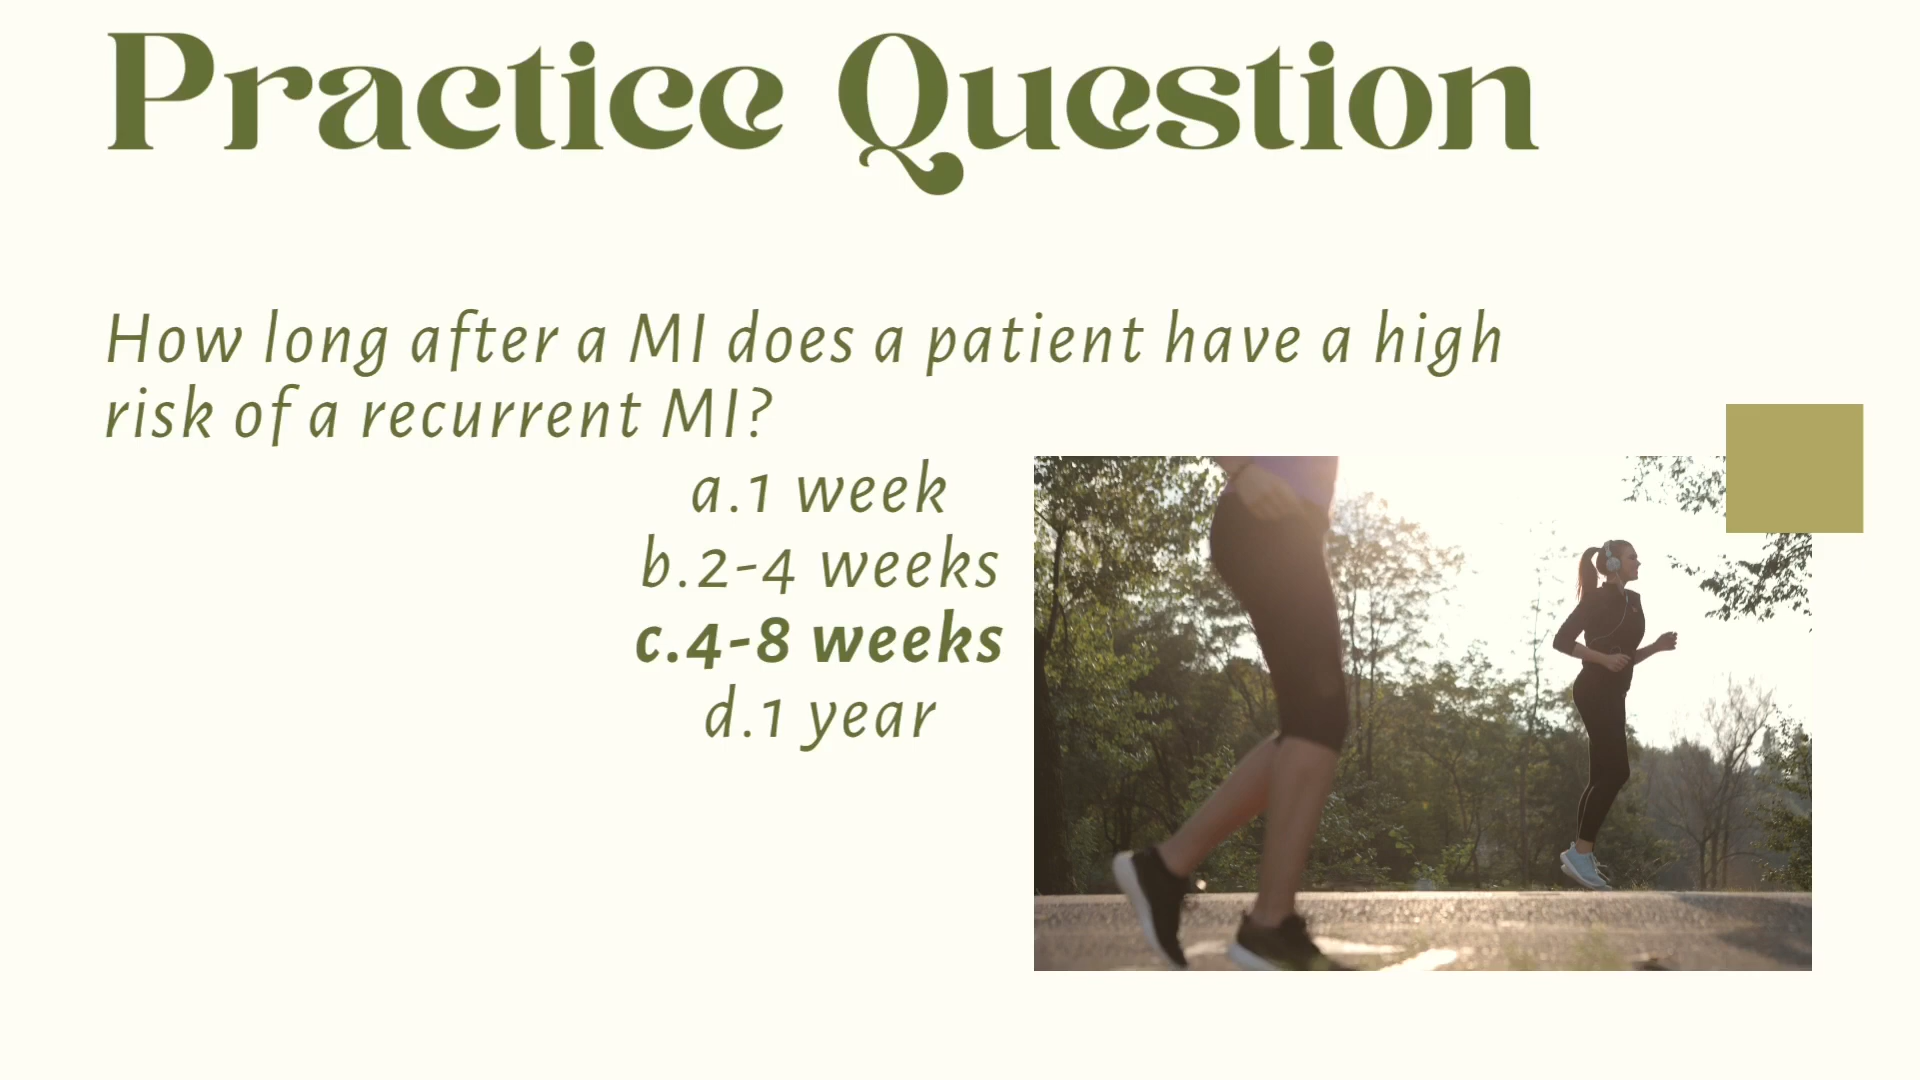 Practice Question
How long after a MI does a patient have a high
risk of a recurrent MI?
a.1 week
b.2-4 weeks
c.4-8 weeks
d.1 year